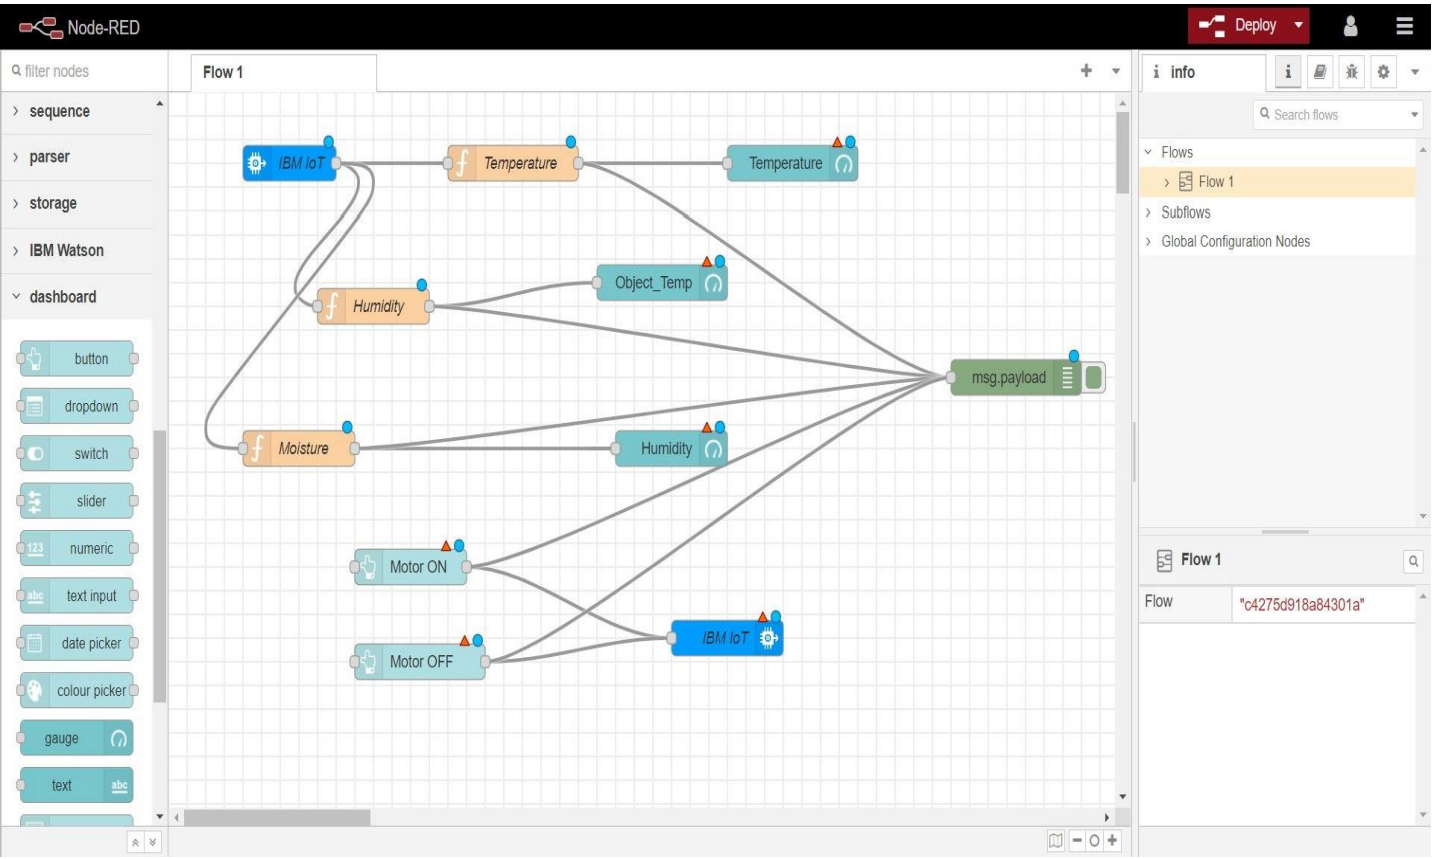 Node-RED
Deploy
filter nodes
Flow 1
i info
i
Search flows
sequence
parser
storage
IBM Watson
dashboard
button
dropdown
switch
slider
123 numeric
abc text input
date picker
colour picker
gauge
text abc
IBM IoT
f Temperature
Temperature
Object_Temp
f Humidity
msg.payload
f Moisture
Humidity
Motor ON
IBM IoT
Motor OFF
Flows
Flow 1
Subflows
Global Configuration Nodes
Flow 1
Flow "c4275d918a84301a"